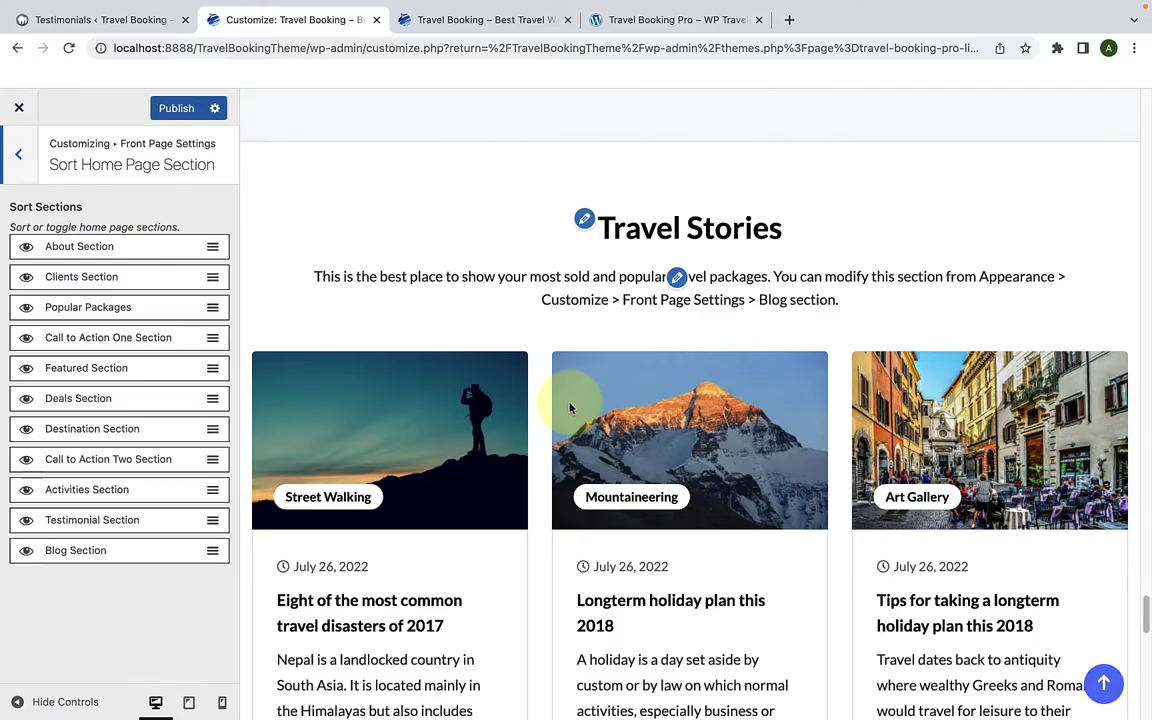 Testimonials ‹ Travel Booking –
Customize: Travel Booking – B
Travel Booking – Best Travel W
Travel Booking Pro – WP Trave
localhost:8888/TravelBookingTheme/wp-admin/customize.php?return=%2FTravelBookingTheme%2Fwp-admin%2Fthemes.php%3Fpage%3Dtravel-booking-pro-li...
A
Publish
Customizing ▸ Front Page Settings
Sort Home Page Section
Sort Sections
Sort or toggle home page sections.
About Section
Clients Section
Popular Packages
Call to Action One Section
Featured Section
Deals Section
Destination Section
Call to Action Two Section
Activities Section
Testimonial Section
Blog Section
Hide Controls
Travel Stories
This is the best place to show your most sold and popular vel packages. You can modify this section from Appearance >
Customize > Front Page Settings > Blog section.
Street Walking
July 26, 2022
Eight of the most common
travel disasters of 2017
Nepal is a landlocked country in
South Asia. It is located mainly in
the Himalayas but also includes
Mountaineering
July 26, 2022
Longterm holiday plan this
2018
A holiday is a day set aside by
custom or by law on which normal
activities, especially business or
Art Gallery
July 26, 2022
Tips for taking a longterm
holiday plan this 2018
Travel dates back to antiquity
where wealthy Greeks and Roma
would travel for leisure to their